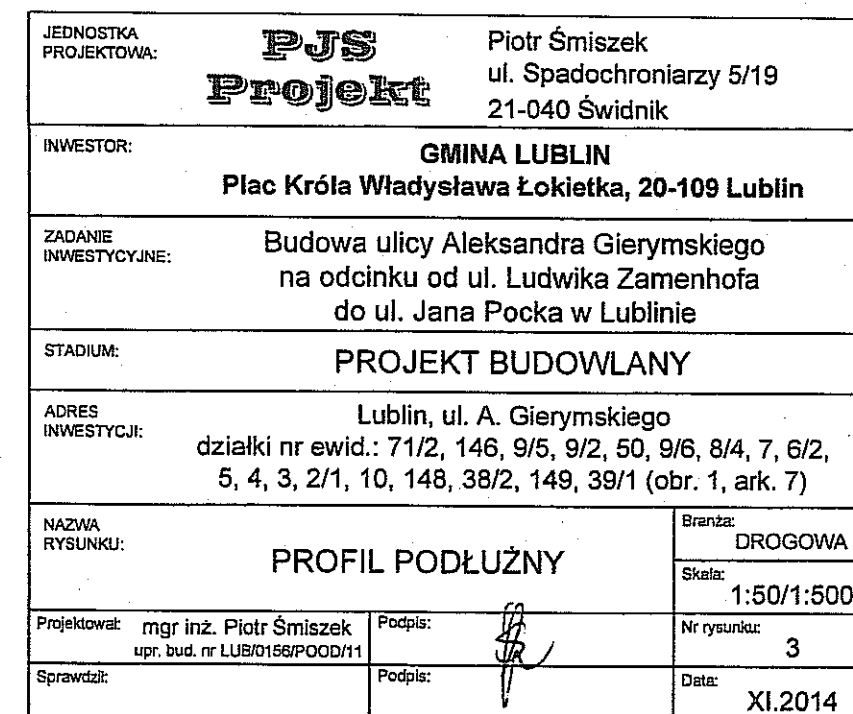 JEDNOSTKA
PROJEKTOWA:
PJS
Projekt
Piotr Śmiszek
ul. Spadochroniarzy 5/19
21-040 Świdnik
INWESTOR:
GMINA LUBLIN
Plac Króla Władysława Łokietka, 20-109 Lublin
ZADANIE
INWESTYCYJNE:
Budowa ulicy Aleksandra Gierymskiego
na odcinku od ul. Ludwika Zamenhofa
do ul. Jana Pocka w Lublinie
STADIUM:
PROJEKT BUDOWLANY
ADRES
INWESTYCJI:
Lublin, ul. A. Gierymskiego
działki nr ewid.: 71/2, 146, 9/5, 9/2, 50, 9/6, 8/4, 7, 6/2,
5, 4, 3, 2/1, 10, 148, 38/2, 149, 39/1 (obr. 1, ark. 7)
NAZWA
RYSUNKU:
PROFIL PODŁUŻNY
Branża:
DROGOWA
Skala:
1:50/1:500
Projektował: mgr inż. Piotr Śmiszek
upr. bud. nr LUB/0156/POOD/11
Podpis:
Nr rysunku:
3
Sprawdził:
Podpis:
Data:
XI.2014